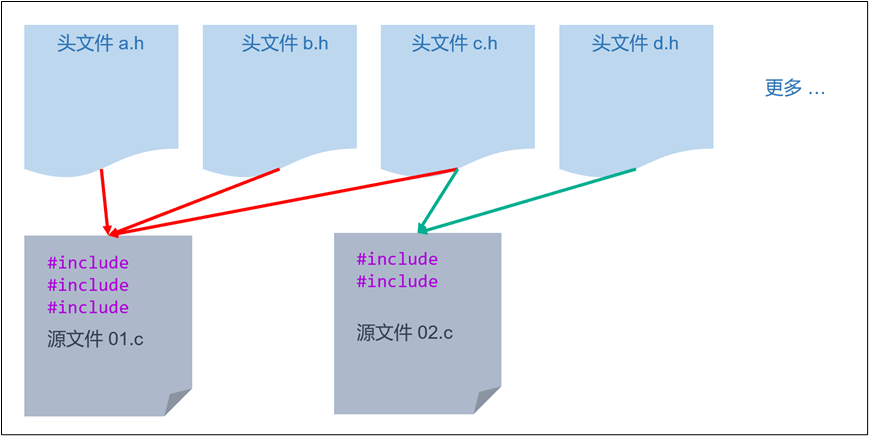 头文件 a.h
头文件 b.h
头文件 c.h
头文件 d.h
更多 ...
#include
#include
#include
源文件 01.c
#include
#include
源文件 02.c